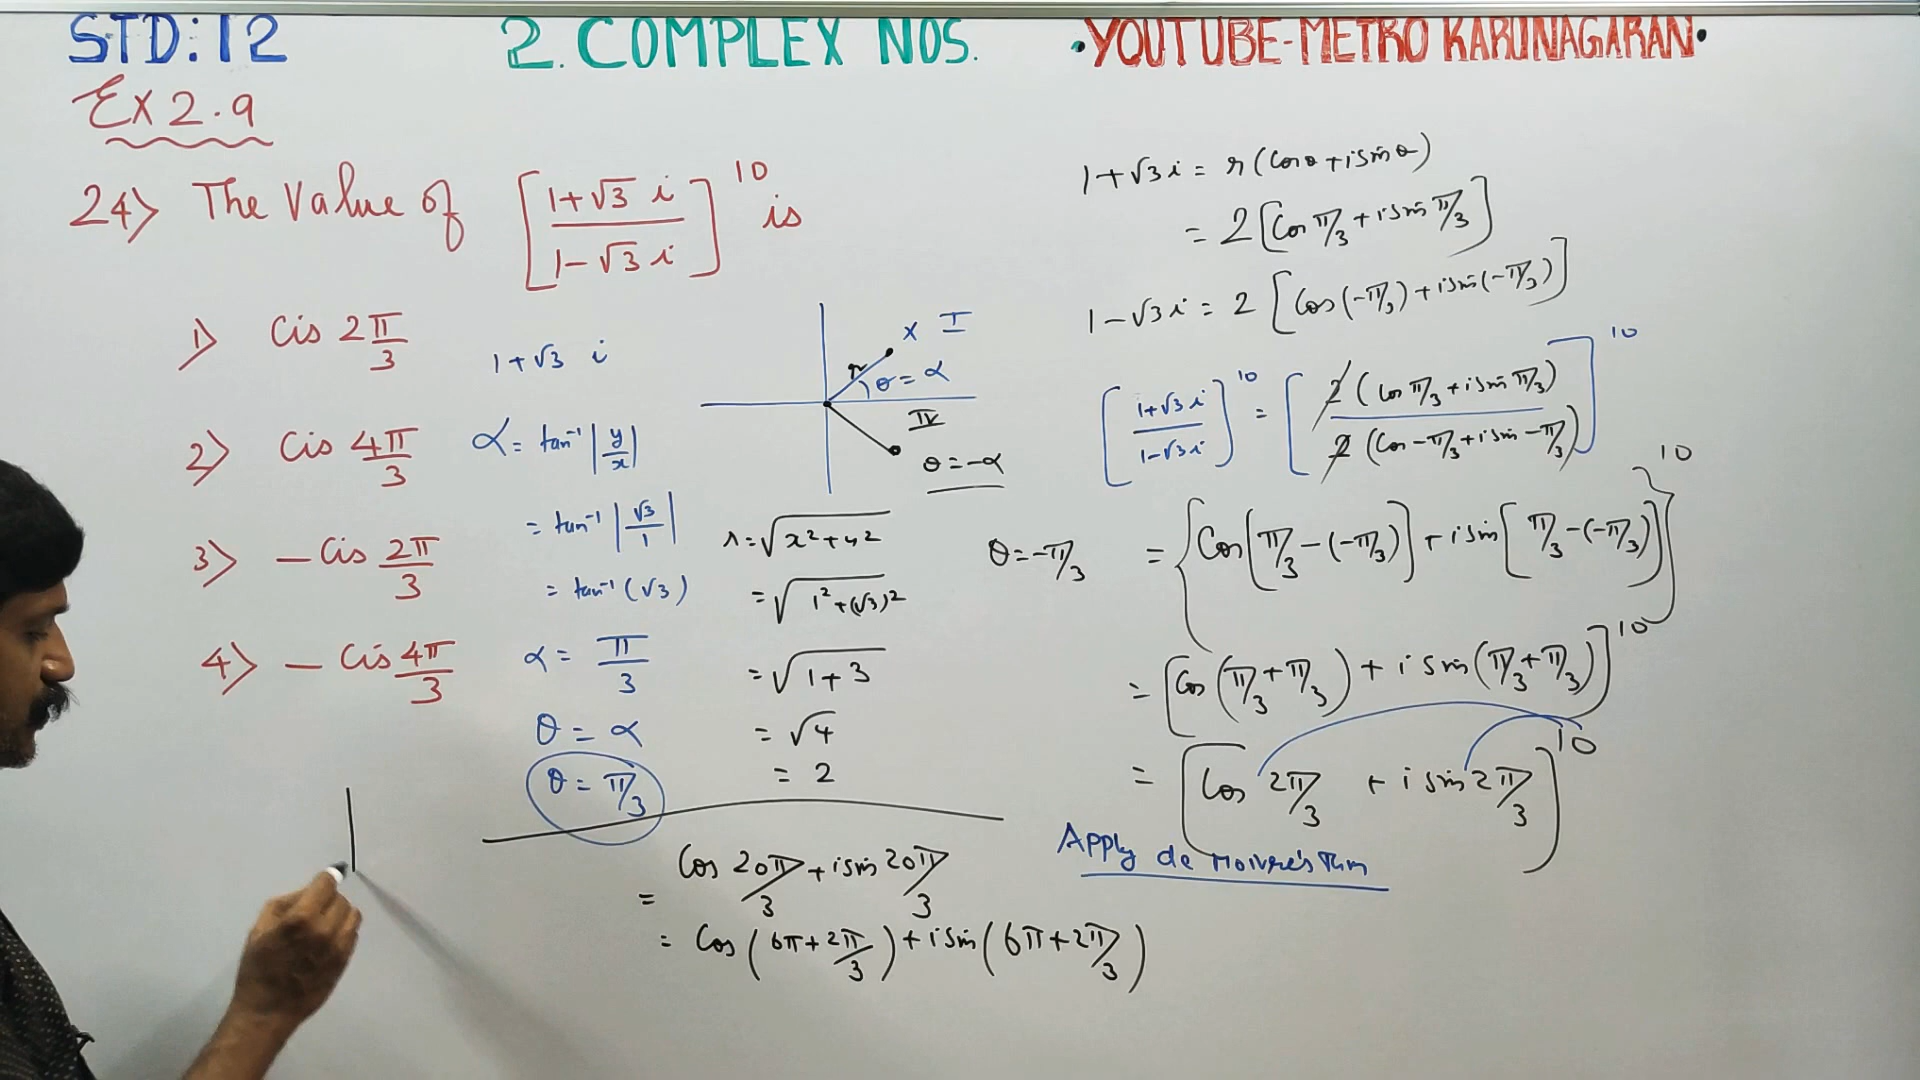 STD: 12 2. COMPLEX NOS. •YOUTUBE-METRO KARUNAGARAN•
Ex 2.9
24) The Value of [(1+√3 i)/(1-√3 i)]^10 is
1) Cis 2π/3
2) Cis 4π/3
3) - Cis 2π/3
4) - Cis 4π/3
1+√3 i
α = tan⁻¹ |y/x|
= tan⁻¹ |√3/1|
= tan⁻¹ (√3)
α = π/3
θ = α
θ = π/3
x I
r θ = α
IV
θ = -α
r = √(x²+y²)
= √(1²+(√3)²)
= √(1+3)
= √4
= 2
θ = -π/3
1+√3 i = r (Cos θ + i Sin θ)
= 2 [Cos π/3 + i Sin π/3]
1-√3 i = 2 [Cos (-π/3) + i Sin (-π/3)]
[(1+√3 i)/(1-√3 i)]^10 = [2 (Cos π/3 + i Sin π/3) / 2 (Cos -π/3 + i Sin -π/3)]^10
= {Cos [π/3 - (-π/3)] + i Sin [π/3 - (-π/3)]}^10
= [Cos (π/3 + π/3) + i Sin (π/3 + π/3)]^10
= [Cos 2π/3 + i Sin 2π/3]^10
Apply de Moivre's Thm
= Cos 20π/3 + i Sin 20π/3
= Cos (6π + 2π/3) + i Sin (6π + 2π/3)